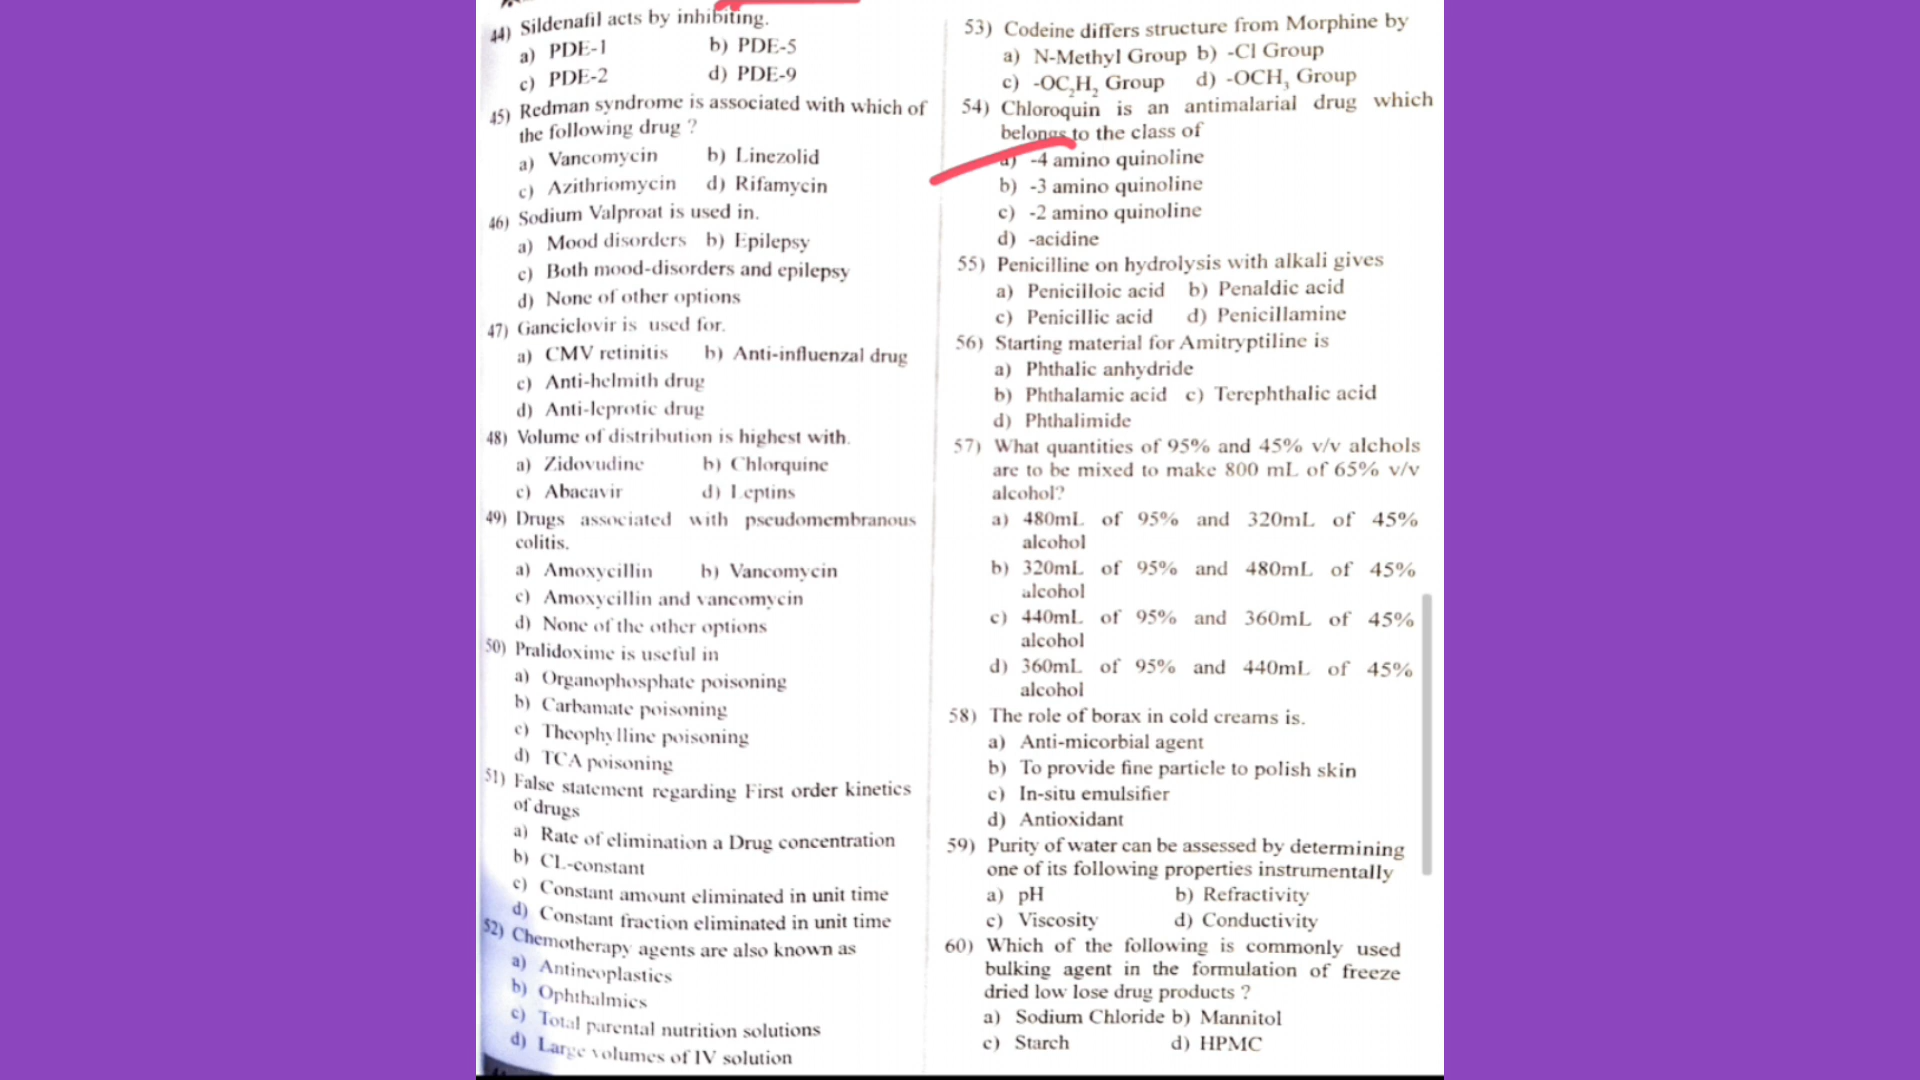 44) Sildenafil acts by inhibiting.
a) PDE-1 b) PDE-5
c) PDE-2 d) PDE-9
45) Redman syndrome is associated with which of
the following drug ?
a) Vancomycin b) Linezolid
c) Azithriomycin d) Rifamycin
46) Sodium Valproat is used in.
a) Mood disorders b) Epilepsy
c) Both mood-disorders and epilepsy
d) None of other options
47) Ganciclovir is used for.
a) CMV retinitis b) Anti-influenzal drug
c) Anti-helmith drug
d) Anti-leprotic drug
48) Volume of distribution is highest with.
a) Zidovudine b) Chlorquine
c) Abacavir d) Leptins
49) Drugs associated with pseudomembranous
colitis.
a) Amoxycillin b) Vancomycin
c) Amoxycillin and vancomycin
d) None of the other options
50) Pralidoxime is useful in
a) Organophosphate poisoning
b) Carbamate poisoning
c) Theophylline poisoning
d) TCA poisoning
51) False statement regarding First order kinetics
of drugs
a) Rate of elimination a Drug concentration
b) CL-constant
c) Constant amount eliminated in unit time
d) Constant fraction eliminated in unit time
52) Chemotherapy agents are also known as
a) Antineoplastics
b) Ophthalmics
c) Total parental nutrition solutions
d) Large volumes of IV solution
53) Codeine differs structure from Morphine by
a) N-Methyl Group b) -Cl Group
c) -OC₂H₂ Group d) -OCH₃ Group
54) Chloroquin is an antimalarial drug which
belongs to the class of
a) -4 amino quinoline
b) -3 amino quinoline
c) -2 amino quinoline
d) -acidine
55) Penicilline on hydrolysis with alkali gives
a) Penicilloic acid b) Penaldic acid
c) Penicillic acid d) Penicillamine
56) Starting material for Amitryptiline is
a) Phthalic anhydride
b) Phthalamic acid c) Terephthalic acid
d) Phthalimide
57) What quantities of 95% and 45% v/v alchols
are to be mixed to make 800 mL of 65% v/v
alcohol?
a) 480mL of 95% and 320mL of 45%
alcohol
b) 320mL of 95% and 480mL of 45%
alcohol
c) 440mL of 95% and 360mL of 45%
alcohol
d) 360mL of 95% and 440mL of 45%
alcohol
58) The role of borax in cold creams is.
a) Anti-micorbial agent
b) To provide fine particle to polish skin
c) In-situ emulsifier
d) Antioxidant
59) Purity of water can be assessed by determining
one of its following properties instrumentally
a) pH b) Refractivity
c) Viscosity d) Conductivity
60) Which of the following is commonly used
bulking agent in the formulation of freeze
dried low lose drug products ?
a) Sodium Chloride b) Mannitol
c) Starch d) HPMC